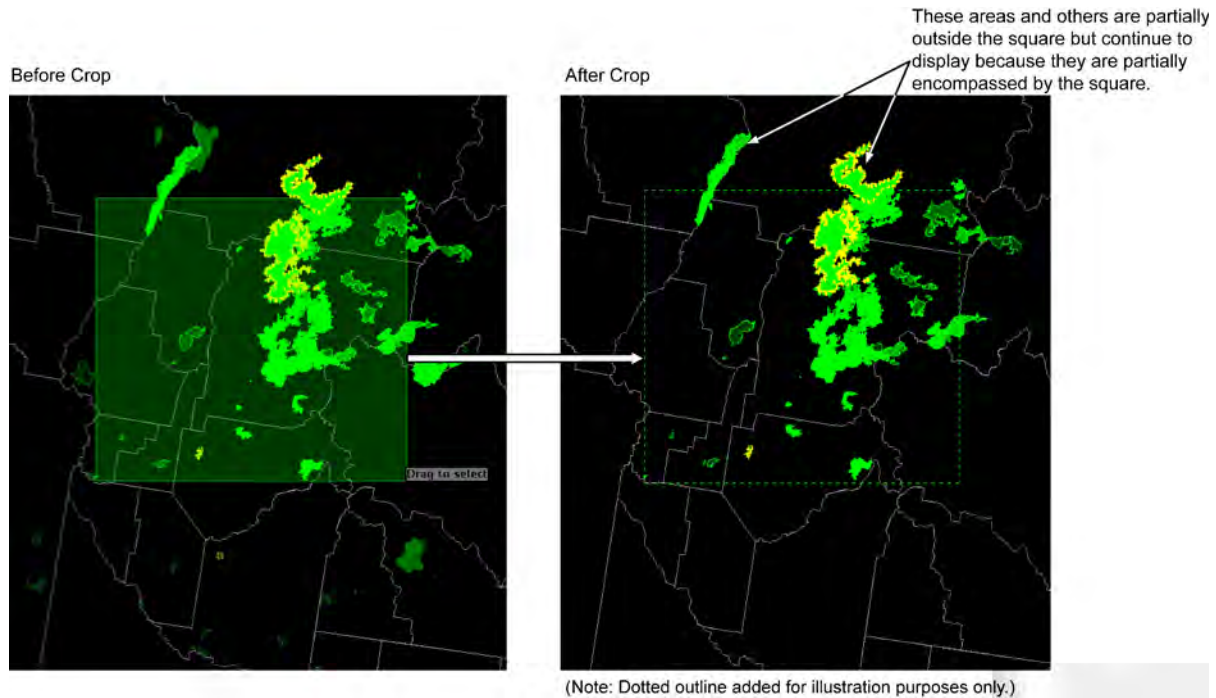 These areas and others are partially
outside the square but continue to
display because they are partially
encompassed by the square.
Before Crop
After Crop
Drag to select
(Note: Dotted outline added for illustration purposes only.)